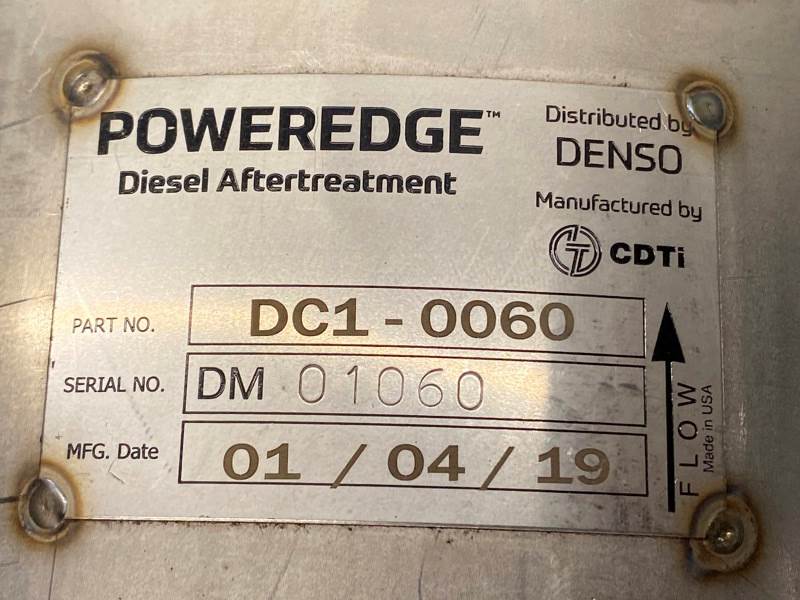 POWEREDGE™
Diesel Aftertreatment
Distributed by
DENSO
Manufactured by
CDTi
PART NO. DC1-0060
SERIAL NO. DM 01060
MFG. Date 01 / 04 / 19
FLOW
Made in USA